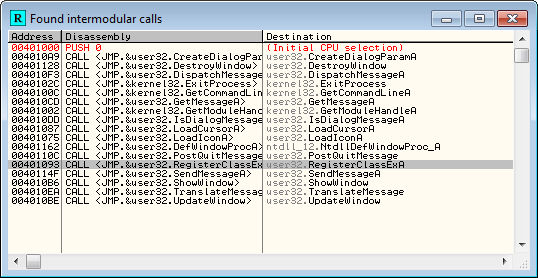 R Found intermodular calls
Address Disassembly Destination
00401000 PUSH 0 (Initial CPU selection)
004010A9 CALL <JMP.&user32.CreateDialogPar user32.CreateDialogParamA
00401128 CALL <JMP.&user32.DestroyWindow> user32.DestroyWindow
004010F3 CALL <JMP.&user32.DispatchMessage user32.DispatchMessageA
0040102C CALL <JMP.&kernel32.ExitProcess> kernel32.ExitProcess
0040100C CALL <JMP.&kernel32.GetCommandLin kernel32.GetCommandLineA
004010CD CALL <JMP.&user32.GetMessageA> user32.GetMessageA
00401002 CALL <JMP.&kernel32.GetModuleHand kernel32.GetModuleHandleA
004010DD CALL <JMP.&user32.IsDialogMessage user32.IsDialogMessageA
00401087 CALL <JMP.&user32.LoadCursorA> user32.LoadCursorA
00401075 CALL <JMP.&user32.LoadIconA> user32.LoadIconA
00401162 CALL <JMP.&user32.DefWindowProcA> ntdll_12.NtdllDefWindowProc_A
0040110C CALL <JMP.&user32.PostQuitMessage user32.PostQuitMessage
00401093 CALL <JMP.&user32.RegisterClassEx user32.RegisterClassExA
0040114F CALL <JMP.&user32.SendMessageA> user32.SendMessageA
004010B6 CALL <JMP.&user32.ShowWindow> user32.ShowWindow
004010EA CALL <JMP.&user32.TranslateMessag user32.TranslateMessage
004010BE CALL <JMP.&user32.UpdateWindow> user32.UpdateWindow